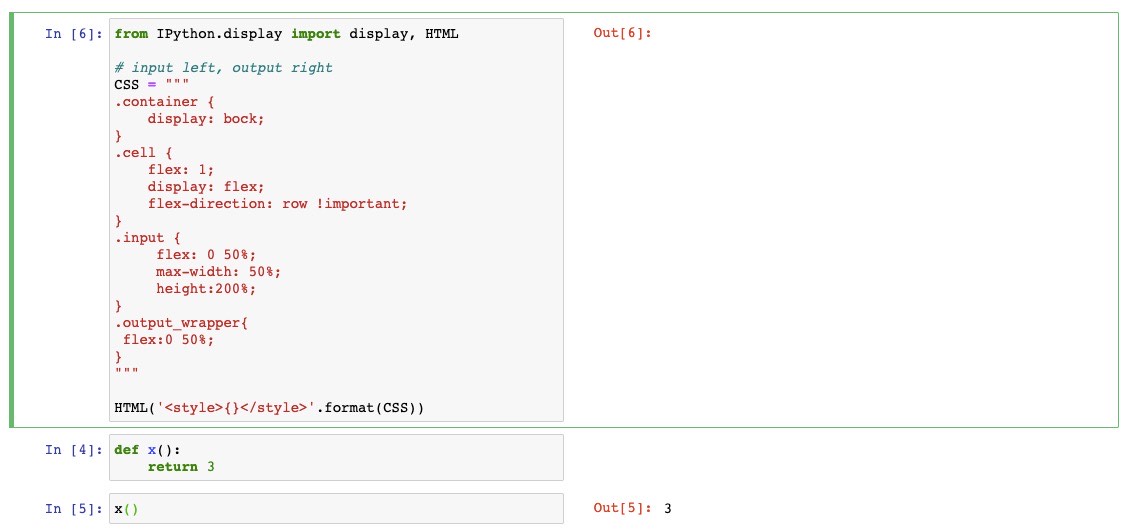 In [6]: from IPython.display import display, HTML
Out[6]:
# input left, output right
CSS = """
.container {
    display: bock;
}
.cell {
    flex: 1;
    display: flex;
    flex-direction: row !important;
}
.input {
     flex: 0 50%;
     max-width: 50%;
     height:200%;
}
.output_wrapper{
 flex:0 50%;
}
"""
HTML('<style>{}</style>'.format(CSS))
In [4]: def x():
    return 3
In [5]: x()
Out[5]: 3